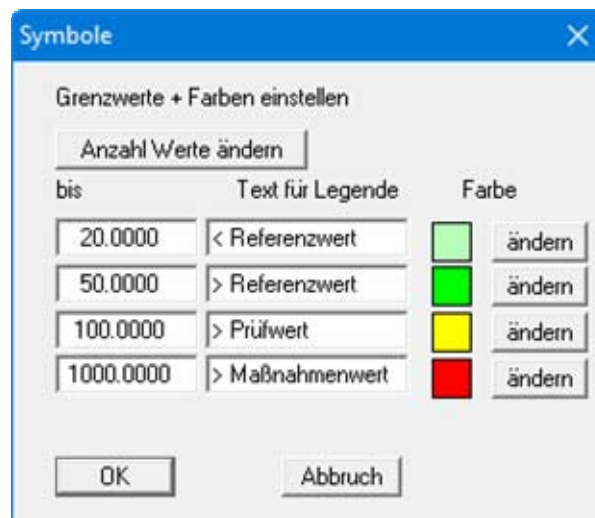 Symbole
Grenzwerte + Farben einstellen
Anzahl Werte ändern
bis Text für Legende Farbe
20.0000 < Referenzwert ändern
50.0000 > Referenzwert ändern
100.0000 > Prüfwert ändern
1000.0000 > Maßnahmenwert ändern
OK Abbruch